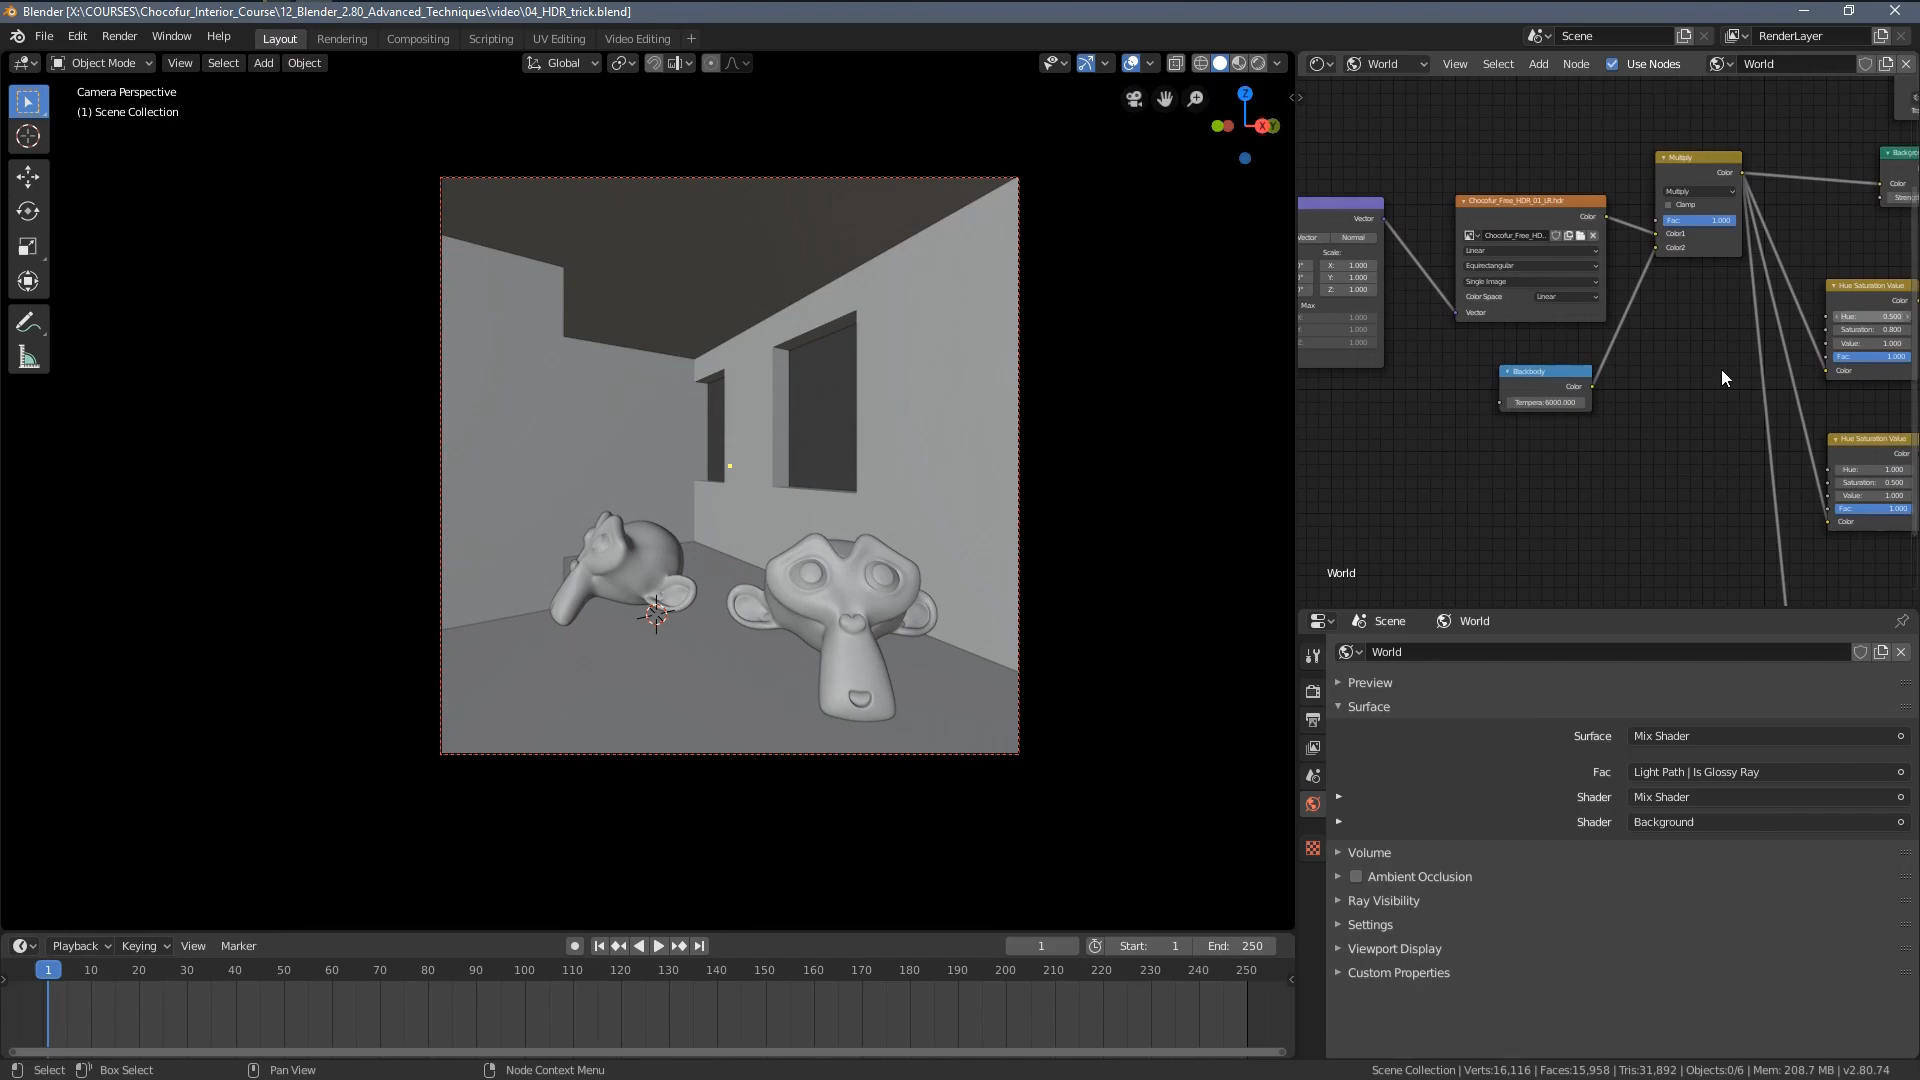 Blender [X:\COURSES\Chocofur_Interior_Course\12_Blender_2.80_Advanced_Techniques\video\04_HDR_trick.blend]
File Edit Render Window Help Layout Rendering Compositing Scripting UV Editing Video Editing + Scene RenderLayer
Object Mode View Select Add Object Global World View Select Add Node Use Nodes World
Camera Perspective
(1) Scene Collection
Z
X Y
Vector
Vector Normal
Scale:
X: 1.000
Y: 1.000
Z: 1.000
Max
1.000
1.000
1.000
Chocofur_Free_HDR_01_LR.hdr
Color
Chocofur_Free_HD..
Linear
Equirectangular
Single Image
Color Space Linear
Vector
Blackbody
Color
Tempera:6000.000
Multiply
Color
Multiply
Clamp
Fac: 1.000
Color1
Color2
Color
Hue Saturation Value
Color
Hue: 0.500
Saturation: 0.800
Value: 1.000
Fac: 1.000
Color
Hue Saturation Value
Color
Hue: 1.000
Saturation: 0.500
Value: 1.000
Fac: 1.000
Color
World
Scene World
World
Preview
Surface
Surface Mix Shader
Fac Light Path | Is Glossy Ray
Shader Mix Shader
Shader Background
Volume
Ambient Occlusion
Ray Visibility
Settings
Viewport Display
Custom Properties
Playback Keying View Marker 1 Start: 1 End: 250
1 10 20 30 40 50 60 70 80 90 100 110 120 130 140 150 160 170 180 190 200 210 220 230 240 250
Select Box Select Pan View Node Context Menu Scene Collection | Verts:16,116 | Faces:15,958 | Tris:31,892 | Objects:0/6 | Mem: 208.7 MB | v2.80.74